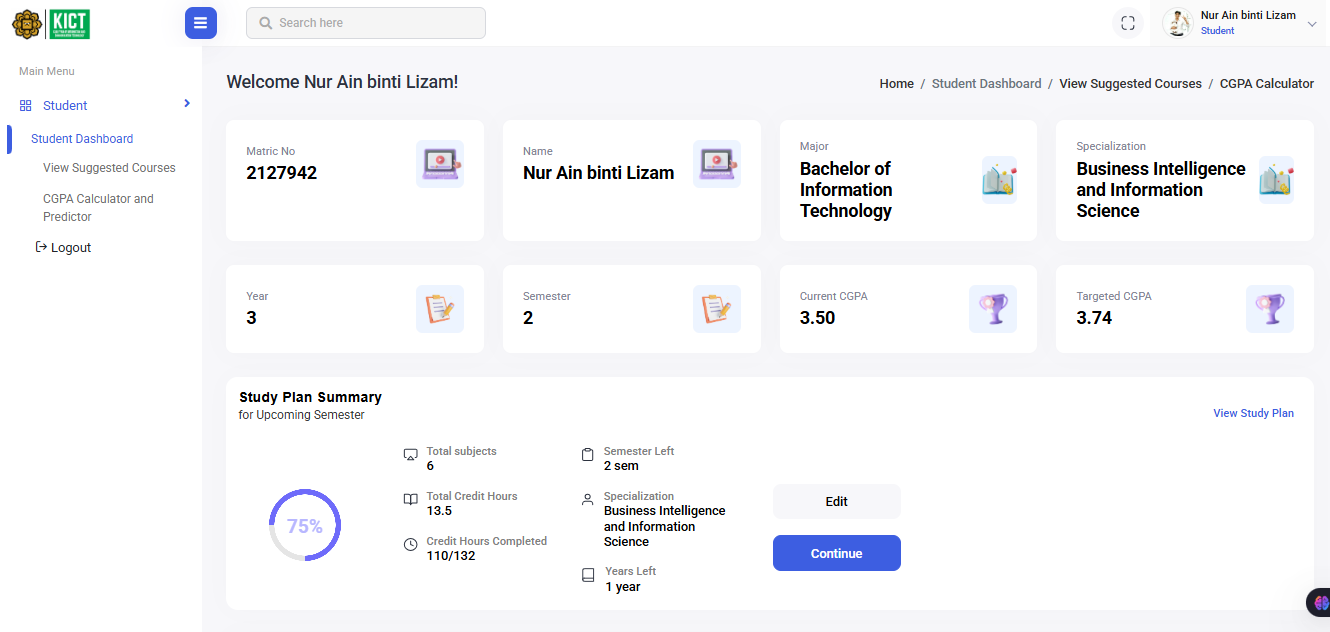 KICT
Search here
Nur Ain binti Lizam
Student
Main Menu
Student
Student Dashboard
View Suggested Courses
CGPA Calculator and
Predictor
Logout
Welcome Nur Ain binti Lizam!
Home / Student Dashboard / View Suggested Courses / CGPA Calculator
Matric No
2127942
Name
Nur Ain binti Lizam
Major
Bachelor of
Information
Technology
Specialization
Business Intelligence
and Information
Science
Year
3
Semester
2
Current CGPA
3.50
Targeted CGPA
3.74
Study Plan Summary
for Upcoming Semester
View Study Plan
75%
Total subjects
6
Total Credit Hours
13.5
Credit Hours Completed
110/132
Semester Left
2 sem
Specialization
Business Intelligence
and Information
Science
Years Left
1 year
Edit
Continue